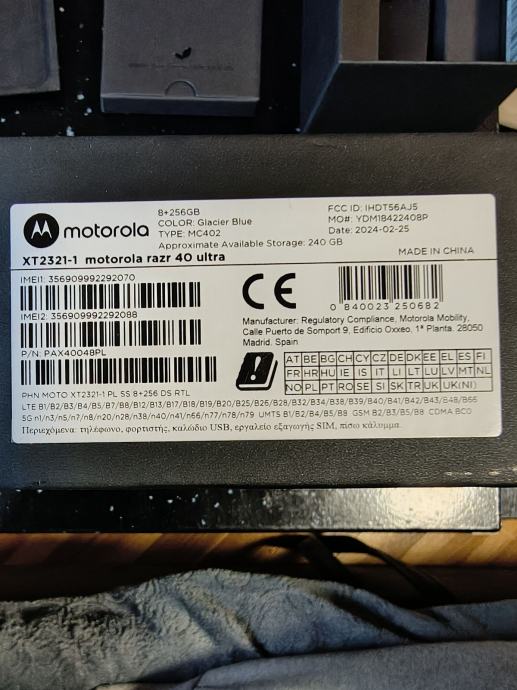 motorola
8+256GB
COLOR: Glacier Blue
TYPE: MC402
Approximate Available Storage: 240 GB
FCC ID: IHDT56AJ5
MO#: YDM18422408P
Date: 2024-02-25
MADE IN CHINA
XT2321-1 motorola razr 40 ultra
IMEI1: 356909992292070
IMEI2: 356909992292088
P/N: PAX40048PL
CE
0 840023 250682
Manufacturer: Regulatory Compliance, Motorola Mobility,
Calle Puerto de Somport 9, Edificio Oxxeo, 1ª Planta. 28050
Madrid. Spain
AT BE BG CH CY CZ DE DK EE EL ES FI
FR HR HU IE IS IT LI LT LU LV MT NL
NO PL PT RO SE SI SK TR UK UK(NI)
PHN MOTO XT2321-1 PL SS 8+256 DS RTL
LTE B1/B2/B3/B4/B5/B7/B8/B12/B13/B17/B18/B19/B20/B25/B26/B28/B32/B34/B38/B39/B40/B41/B42/B43/B48/B66
5G n1/n3/n5/n7/n8/n20/n28/n38/n40/n41/n66/n77/n78/n79 UMTS B1/B2/B4/B5/B8 GSM B2/B3/B5/B8 CDMA BC0
Περιεχόμενα: τηλέφωνο, φορτιστής, καλώδιο USB, εργαλείο εξαγωγής SIM, πίσω κάλυμμα.